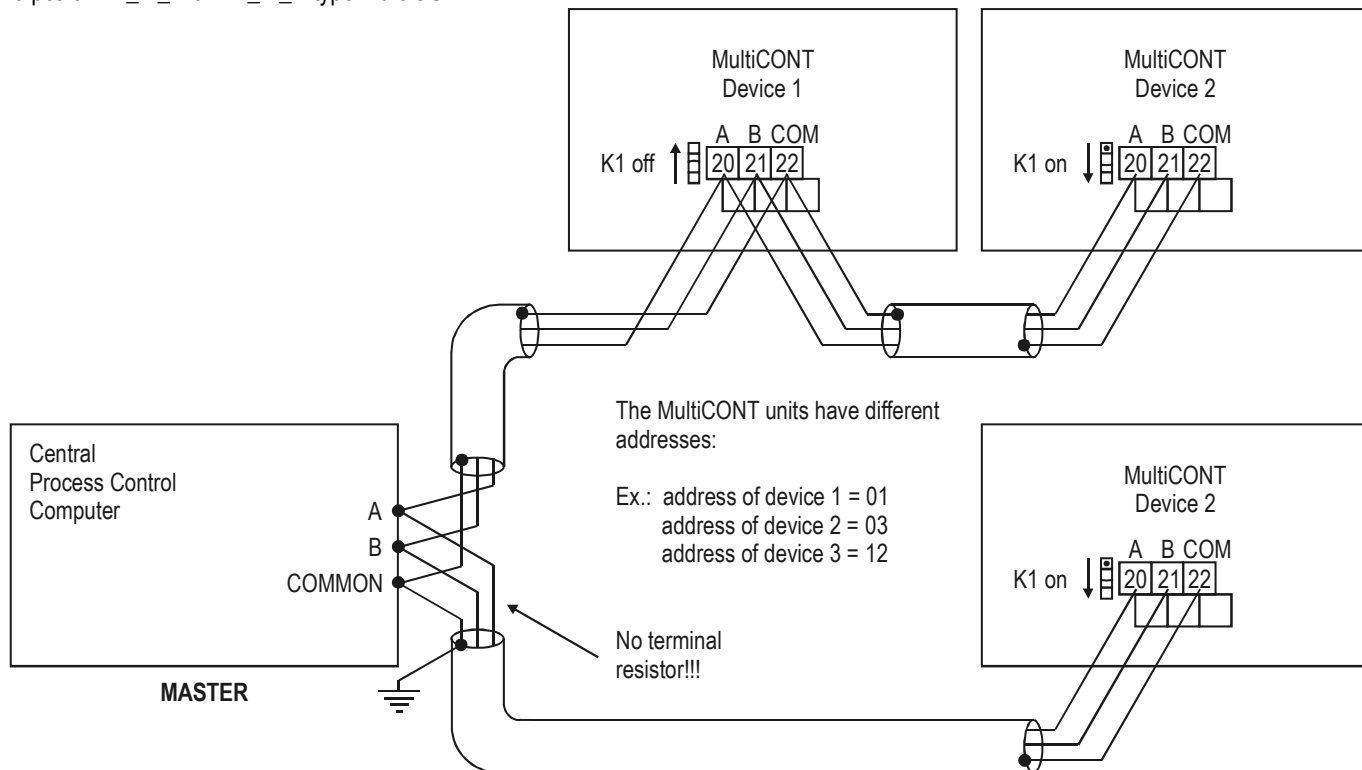 MultiCONT
Device 1
A B COM
K1 off
20 21 22
MultiCONT
Device 2
A B COM
K1 on
20 21 22
The MultiCONT units have different
addresses:
Ex.: address of device 1 = 01
address of device 2 = 03
address of device 3 = 12
Central
Process Control
Computer
A
B
COMMON
MASTER
No terminal
resistor!!!
MultiCONT
Device 2
A B COM
K1 on
20 21 22